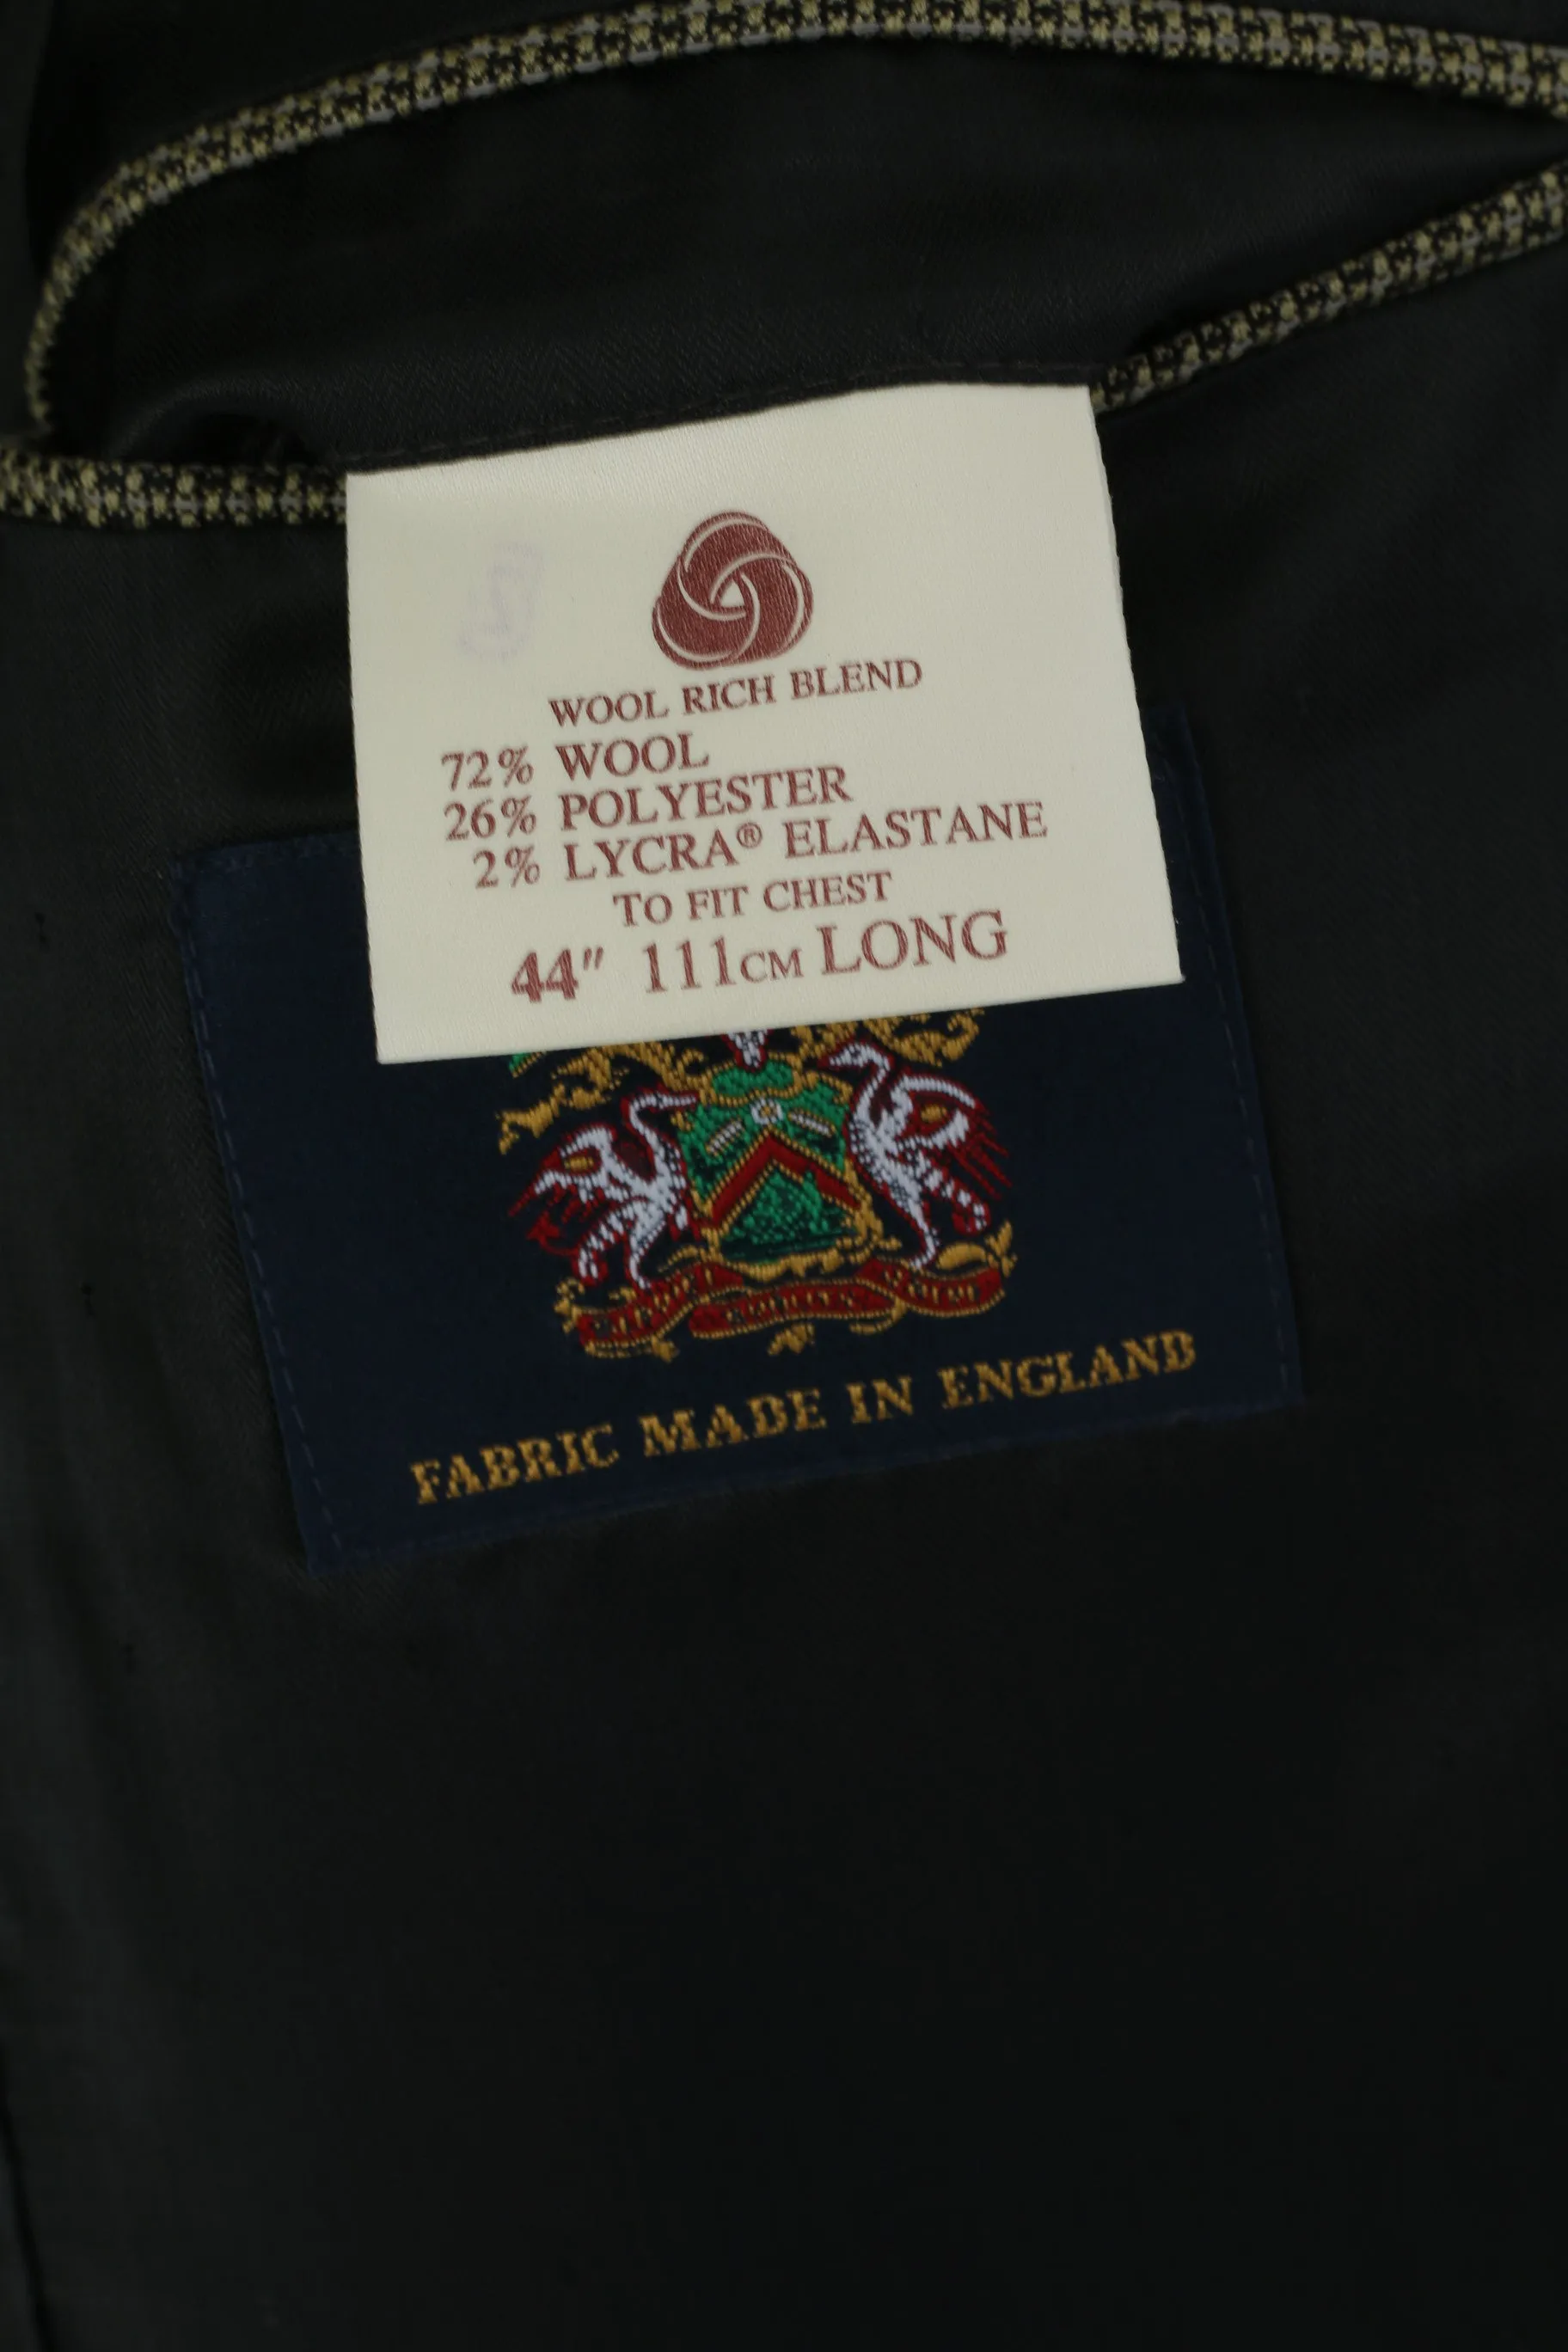 WOOL RICH BLEND
72% WOOL
26% POLYESTER
2% LYCRA® ELASTANE
TO FIT CHEST
44" 111CM LONG
FABRIC MADE IN ENGLAND